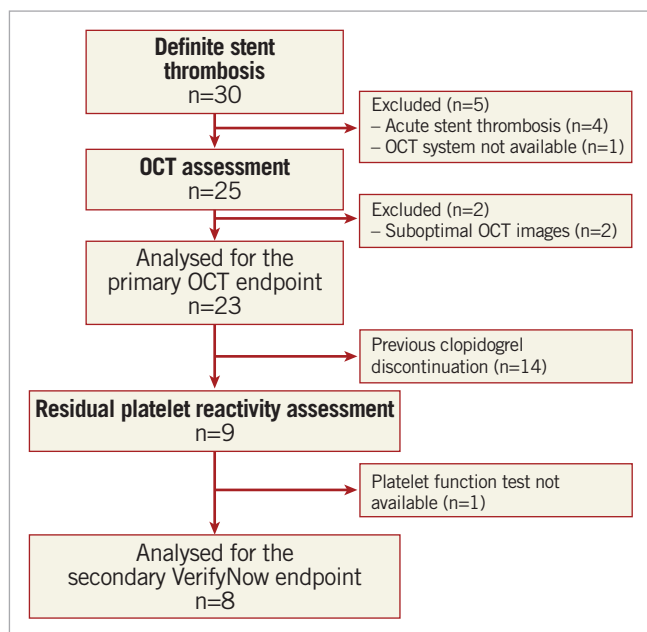 Definite stent
thrombosis
n=30
Excluded (n=5)
– Acute stent thrombosis (n=4)
– OCT system not available (n=1)
OCT assessment
n=25
Excluded (n=2)
– Suboptimal OCT images (n=2)
Analysed for the
primary OCT endpoint
n=23
Previous clopidogrel
discontinuation (n=14)
Residual platelet reactivity assessment
n=9
Platelet function test not
available (n=1)
Analysed for the
secondary VerifyNow endpoint
n=8